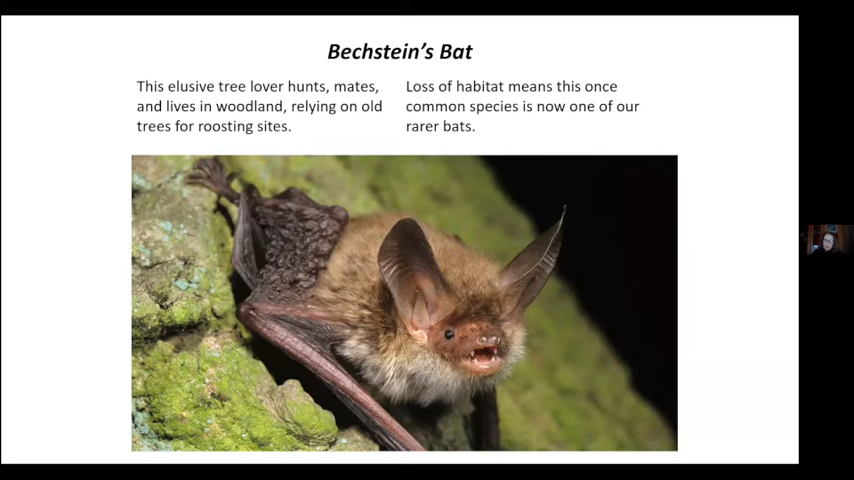 Bechstein's Bat
This elusive tree lover hunts, mates,
and lives in woodland, relying on old
trees for roosting sites.
Loss of habitat means this once
common species is now one of our
rarer bats.